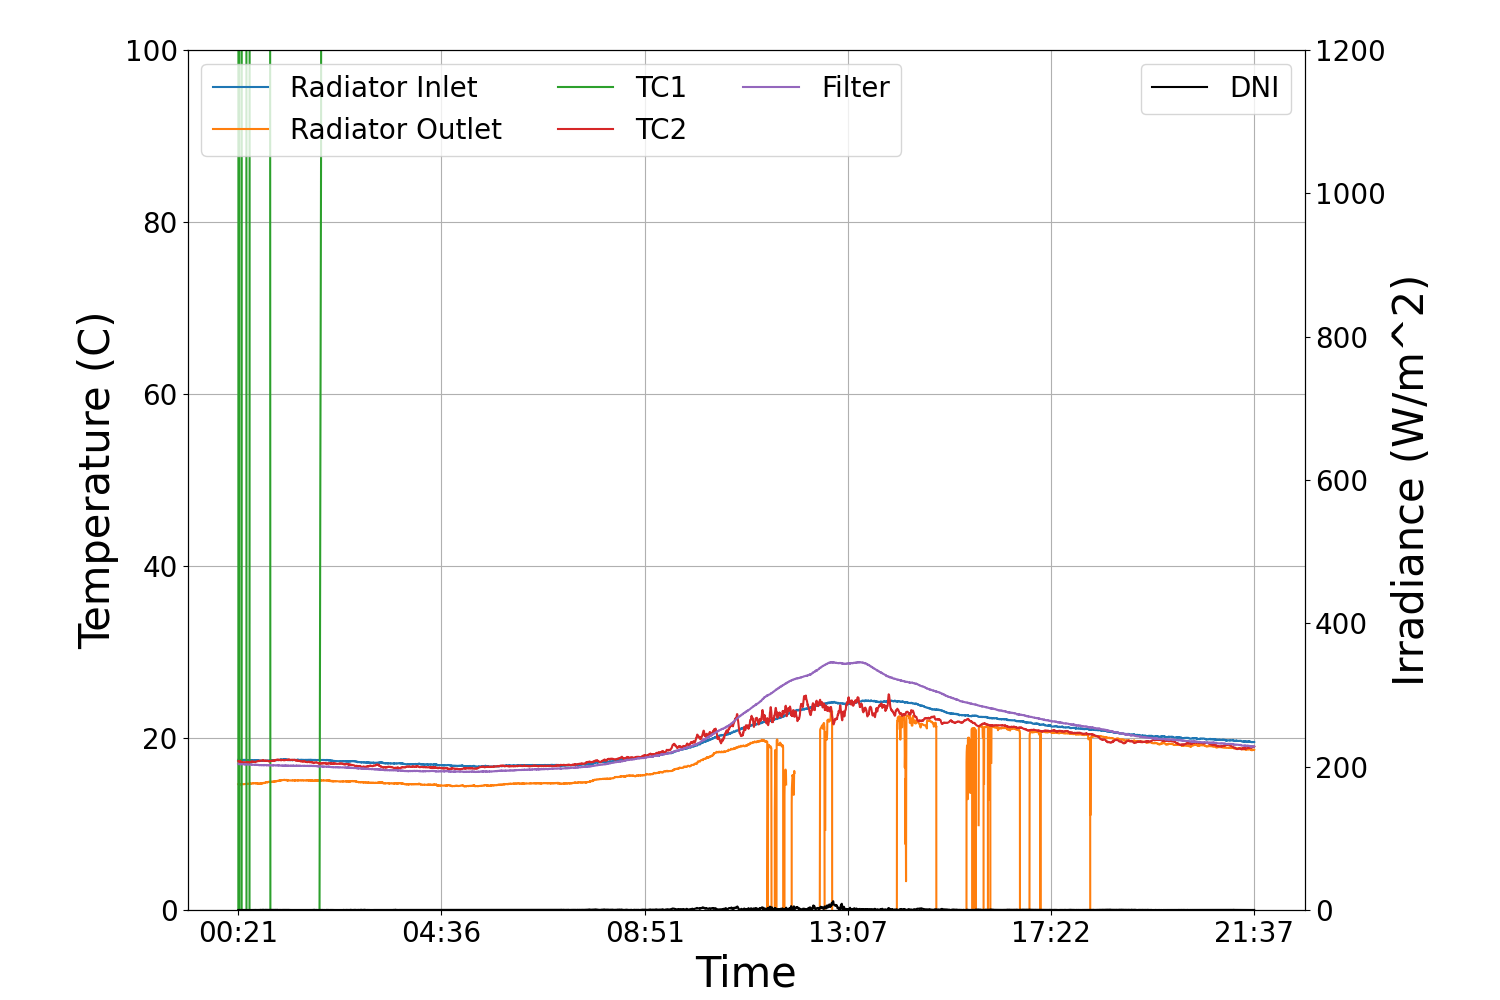 100
80
60
40
20
0
Temperature (C)
Radiator Inlet
Radiator Outlet
TC1
TC2
Filter
DNI
1200
1000
800
600
400
200
0
Irradiance (W/m^2)
00:21 04:36 08:51 13:07 17:22 21:37
Time